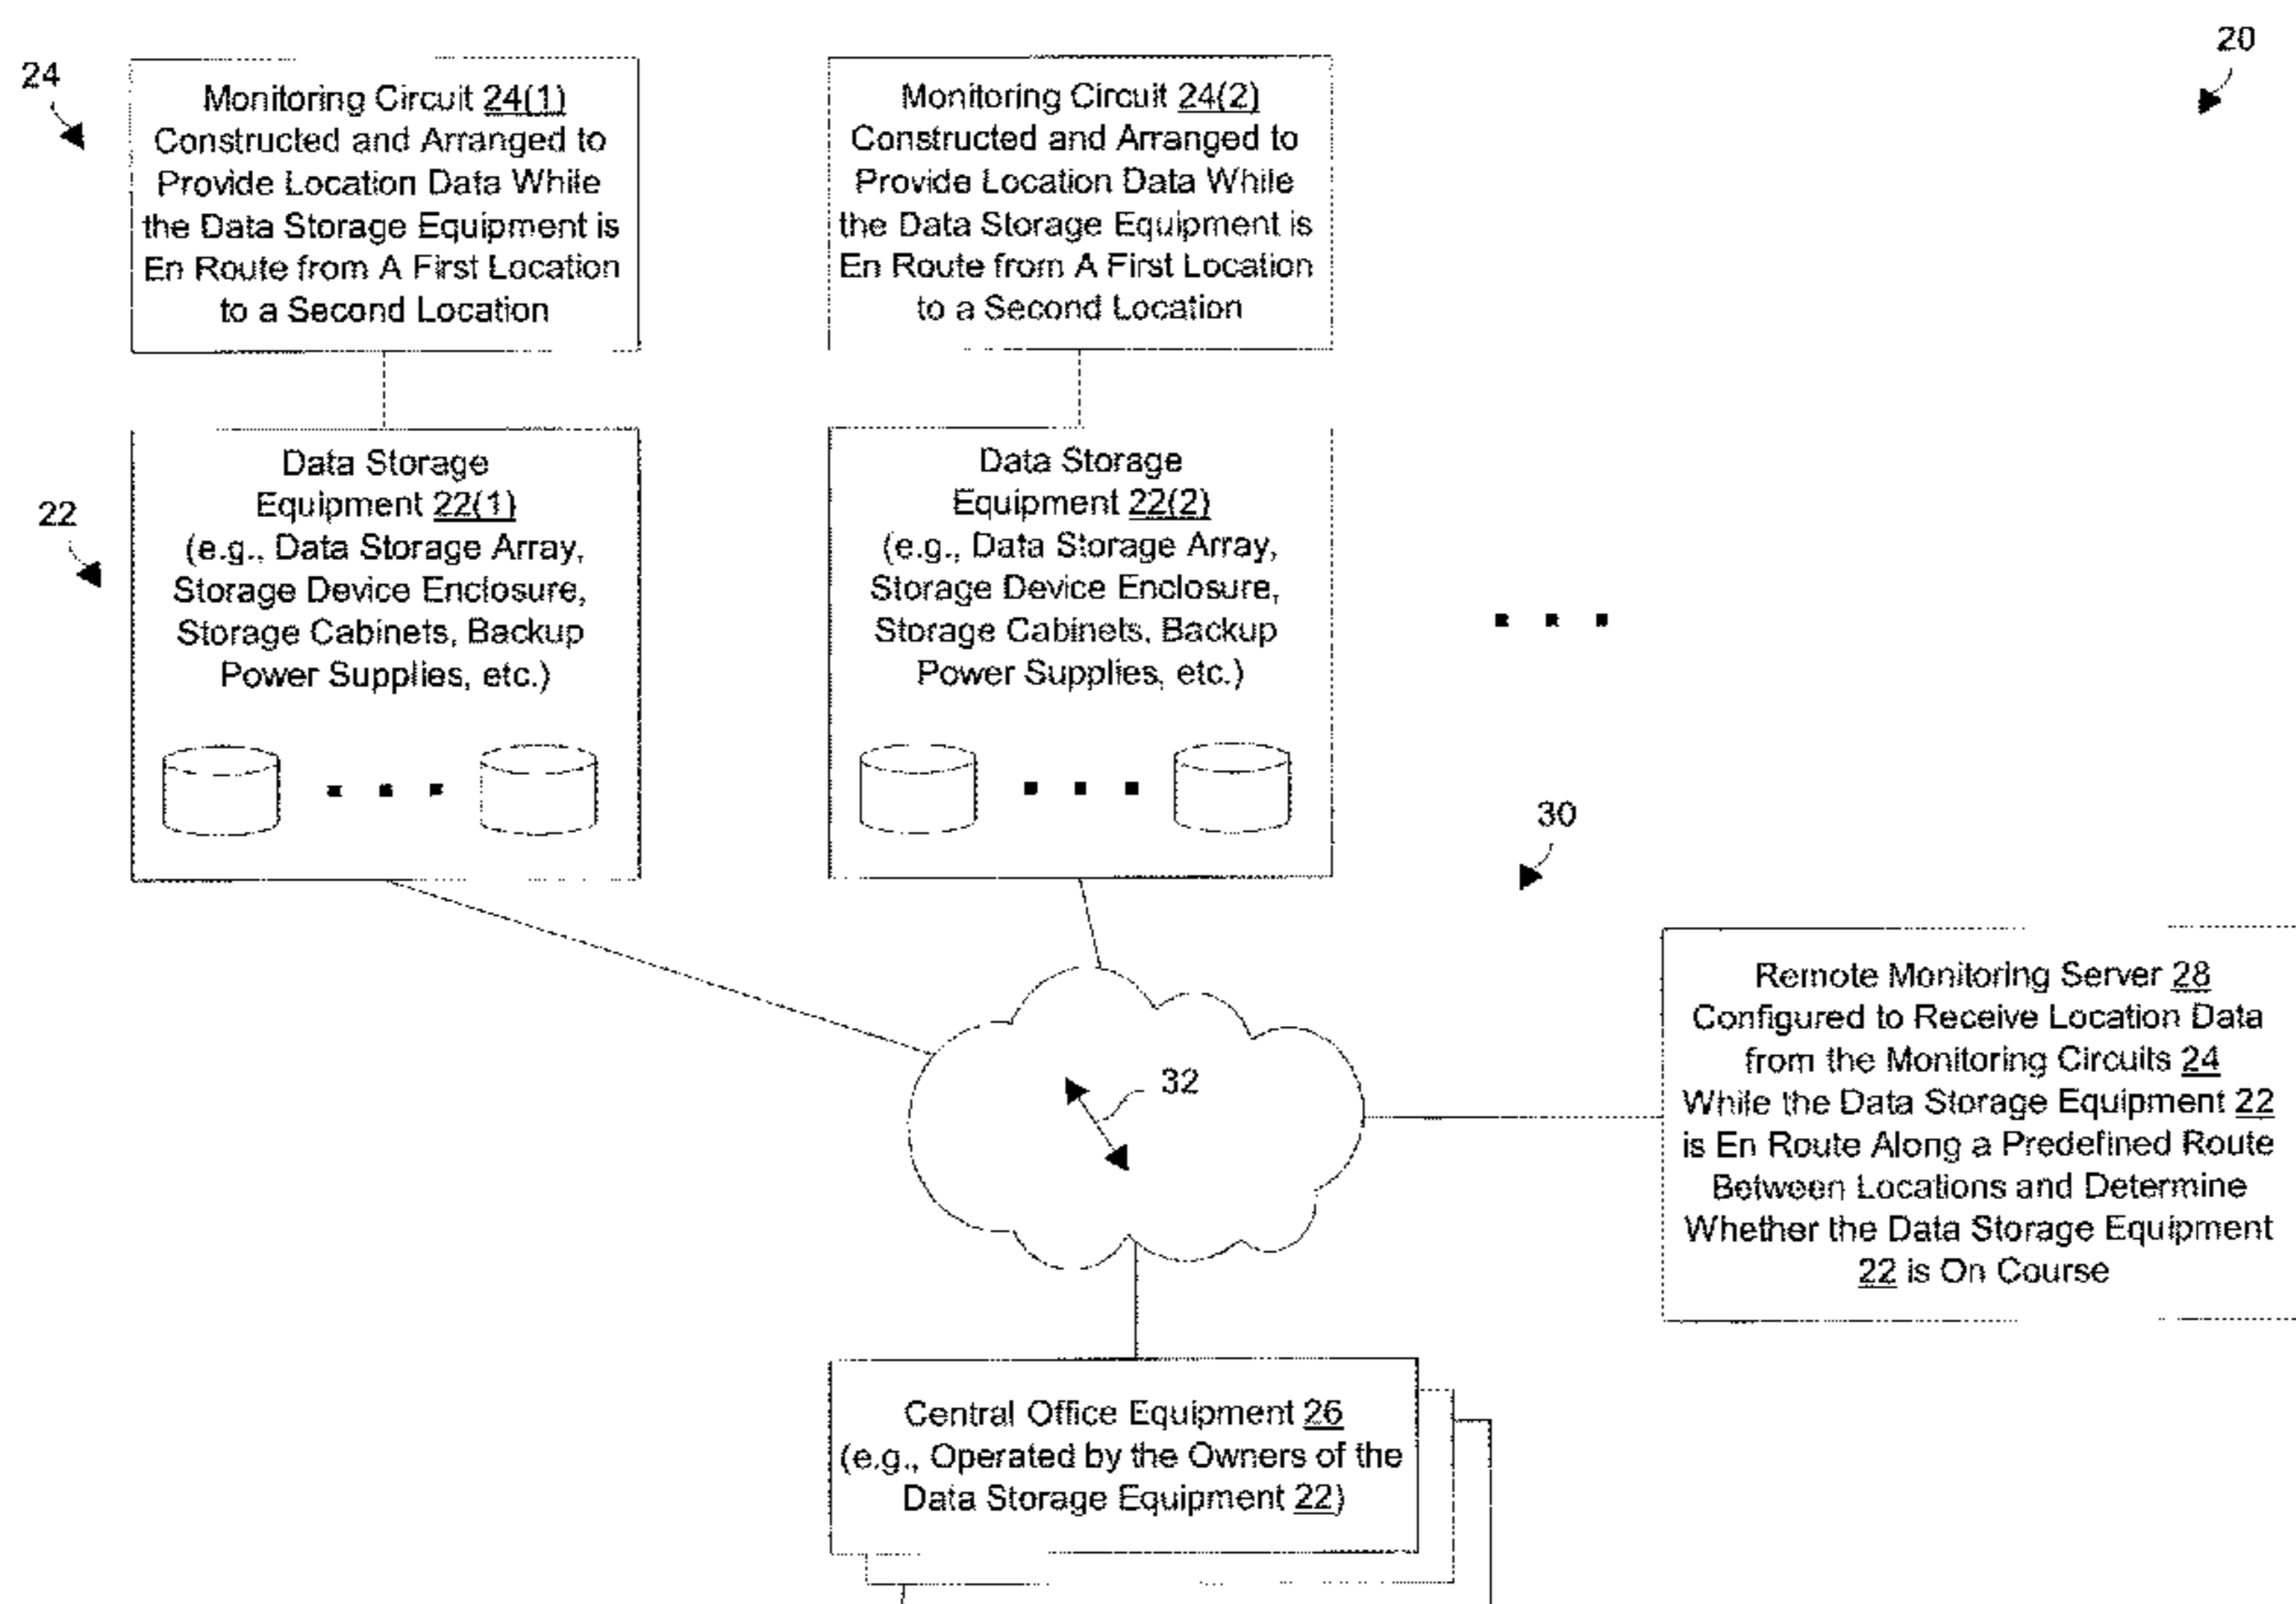 20
24
Monitoring Circuit 24(1)
Constructed and Arranged to
Provide Location Data While
the Data Storage Equipment is
En Route from A First Location
to a Second Location
Monitoring Circuit 24(2)
Constructed and Arranged to
Provide Location Data While
the Data Storage Equipment is
En Route from A First Location
to a Second Location
22
Data Storage
Equipment 22(1)
(e.g., Data Storage Array,
Storage Device Enclosure,
Storage Cabinets, Backup
Power Supplies, etc.)
Data Storage
Equipment 22(2)
(e.g., Data Storage Array,
Storage Device Enclosure,
Storage Cabinets, Backup
Power Supplies, etc.)
30
32
Remote Monitoring Server 28
Configured to Receive Location Data
from the Monitoring Circuits 24
While the Data Storage Equipment 22
is En Route Along a Predefined Route
Between Locations and Determine
Whether the Data Storage Equipment
22 is On Course
Central Office Equipment 26
(e.g., Operated by the Owners of the
Data Storage Equipment 22)